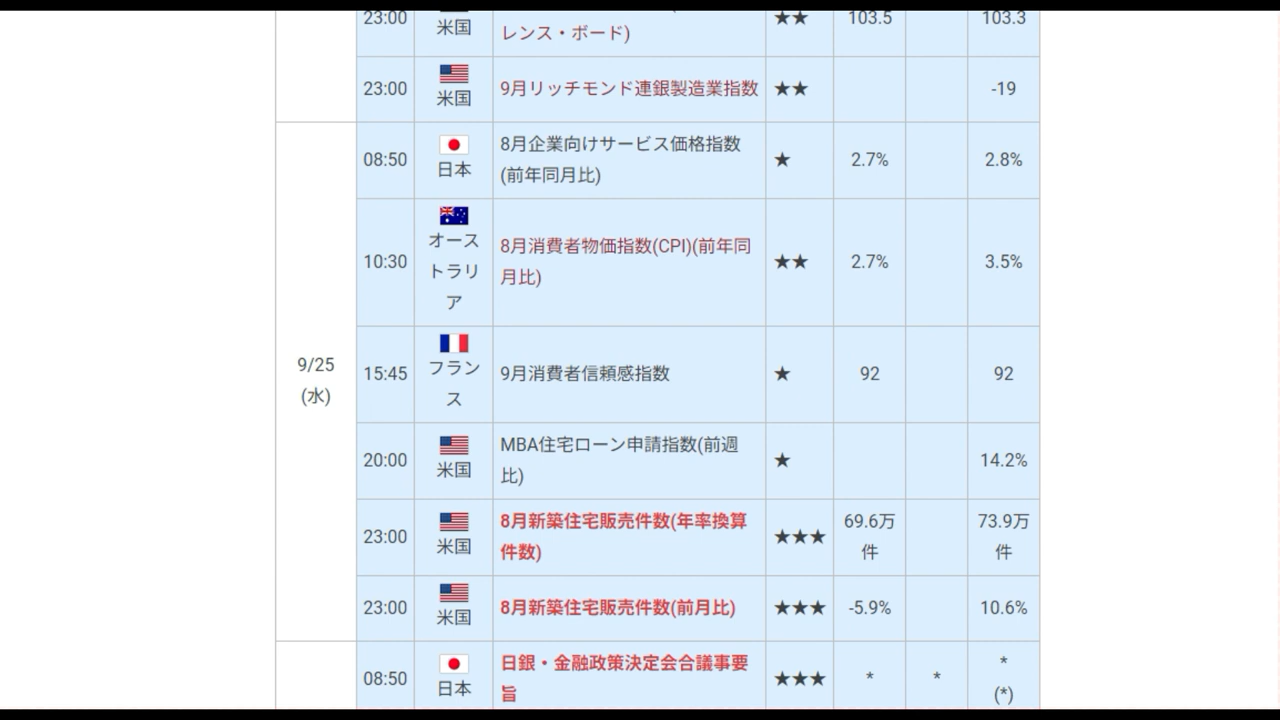 23:00
米国
レンス・ボード)
★★
103.5
103.3
23:00
米国
9月リッチモンド連銀製造業指数
★★
-19
9/25
(水)
08:50
日本
8月企業向けサービス価格指数
(前年同月比)
★
2.7%
2.8%
10:30
オース
トラリ
ア
8月消費者物価指数(CPI)(前年同
月比)
★★
2.7%
3.5%
15:45
フラン
ス
9月消費者信頼感指数
★
92
92
20:00
米国
MBA住宅ローン申請指数(前週
比)
★
14.2%
23:00
米国
8月新築住宅販売件数(年率換算
件数)
★★★
69.6万
件
73.9万
件
23:00
米国
8月新築住宅販売件数(前月比)
★★★
-5.9%
10.6%
08:50
日本
日銀・金融政策決定会合議事要
旨
★★★
*
*
*
(*)